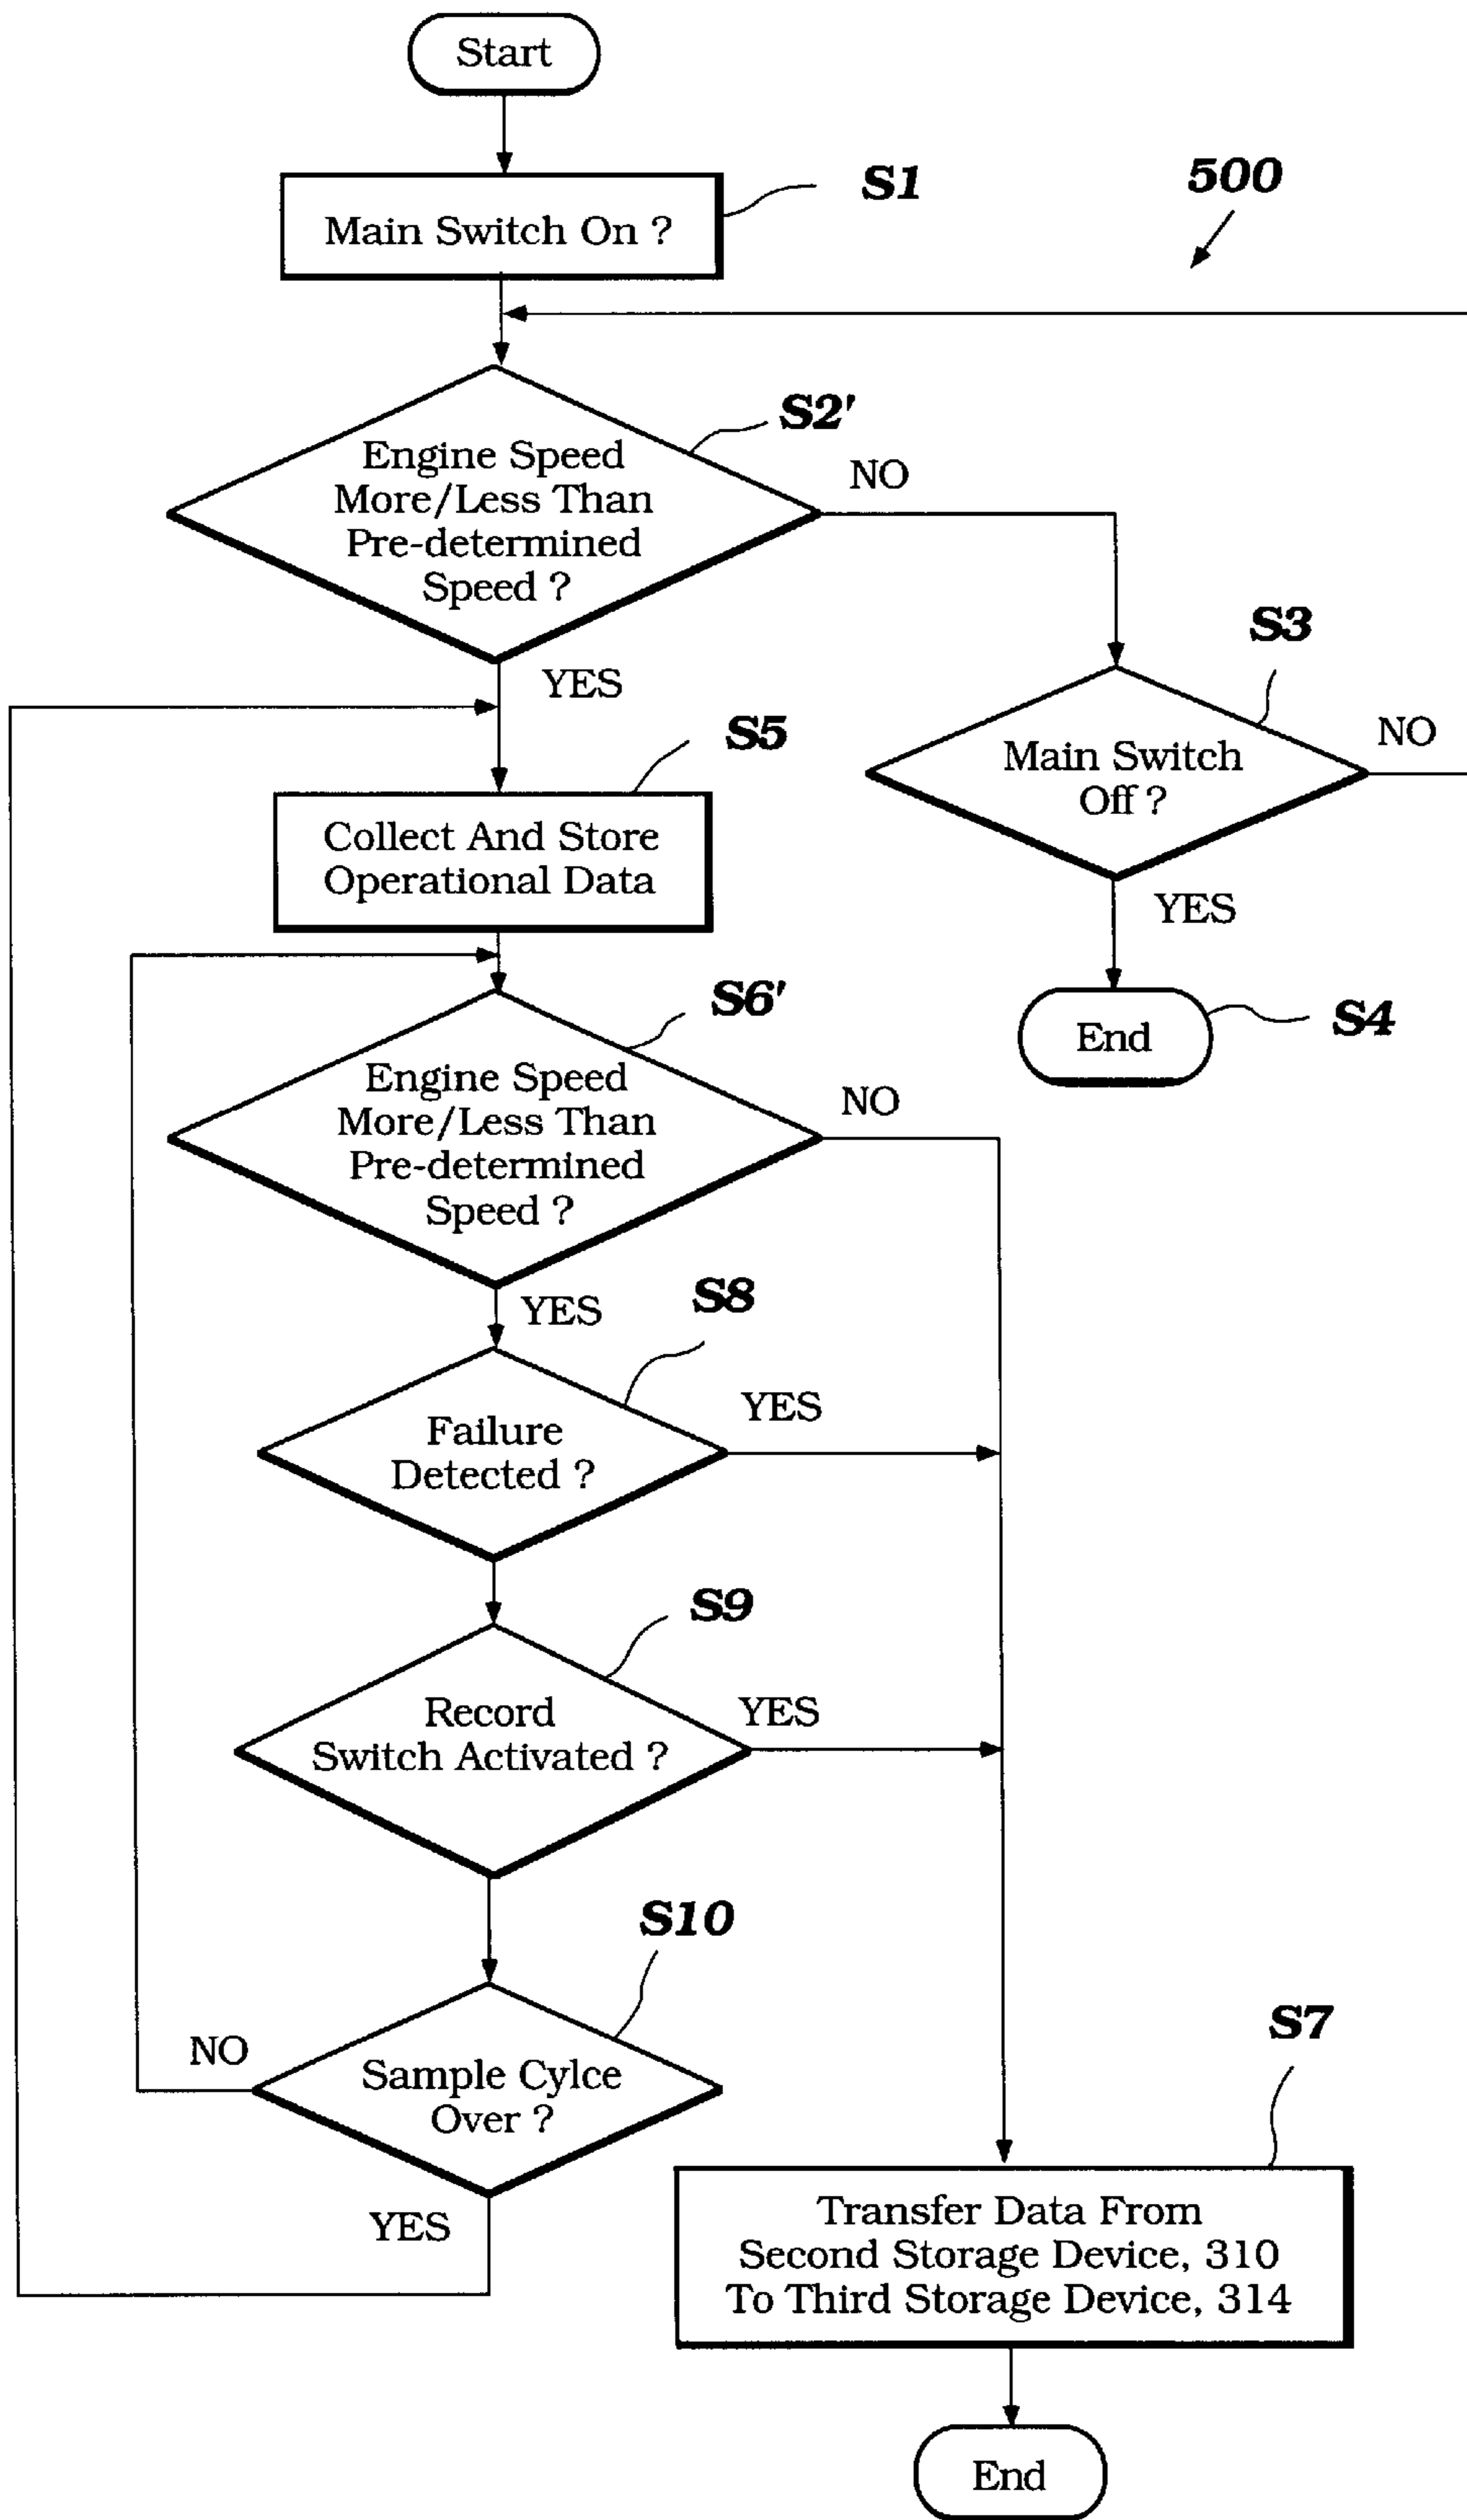 Start
Main Switch On ?
S1
500
Engine Speed
More/Less Than
Pre-determined
Speed ?
S2'
NO
YES
S3
Main Switch
Off ?
NO
YES
End
S4
S5
Collect And Store
Operational Data
S6'
Engine Speed
More/Less Than
Pre-determined
Speed ?
NO
YES
S8
Failure
Detected ?
YES
S9
Record
Switch Activated ?
YES
S10
Sample Cylce
Over ?
NO
YES
S7
Transfer Data From
Second Storage Device, 310
To Third Storage Device, 314
End